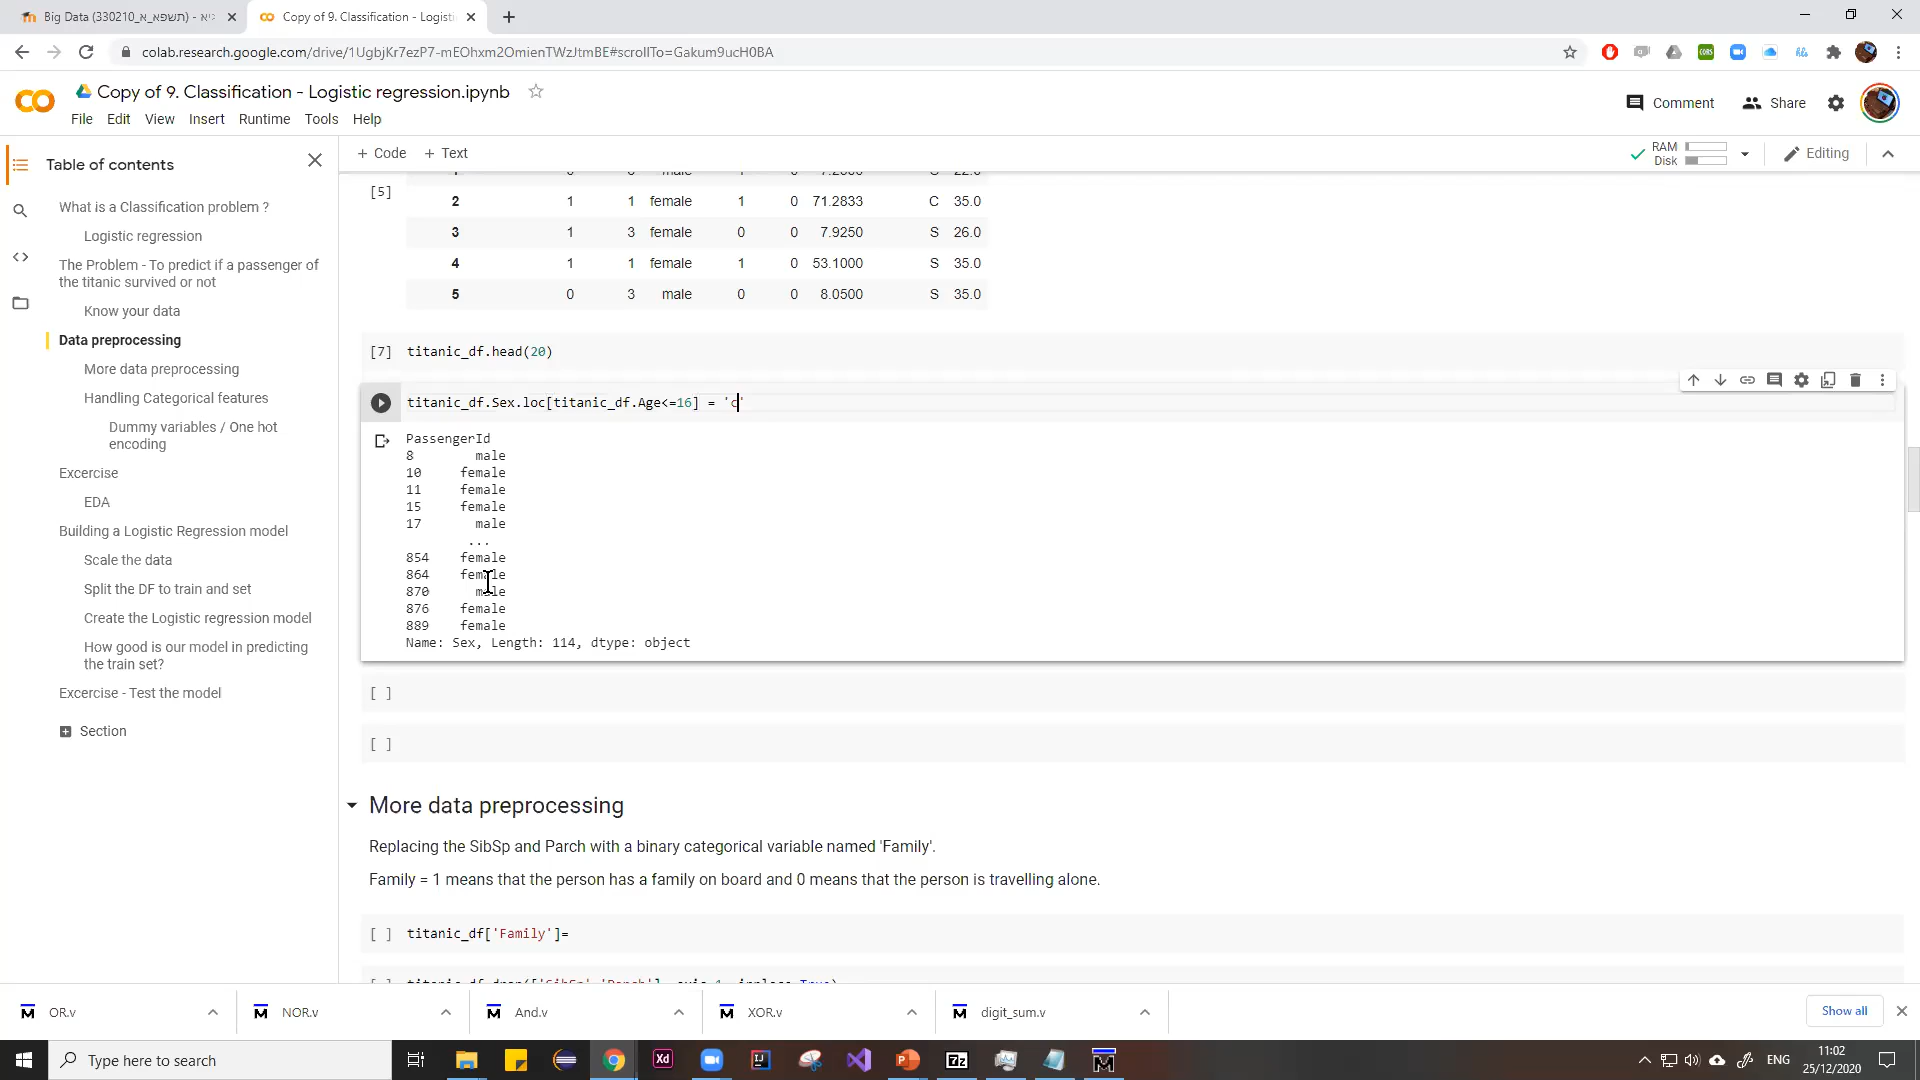 Big Data (330210_תשפא_א) - גיא
Copy of 9. Classification - Logisti
colab.research.google.com/drive/1UgbjKr7ezP7-mEOhxm2OmienTWzJtmBE#scrollTo=Gakum9ucH0BA
Copy of 9. Classification - Logistic regression.ipynb
Comment
Share
File Edit View Insert Runtime Tools Help
Table of contents
+ Code + Text
RAM
Disk
Editing
What is a Classification problem ?
Logistic regression
The Problem - To predict if a passenger of
the titanic survived or not
Know your data
Data preprocessing
More data preprocessing
Handling Categorical features
Dummy variables / One hot
encoding
Excercise
EDA
Building a Logistic Regression model
Scale the data
Split the DF to train and set
Create the Logistic regression model
How good is our model in predicting
the train set?
Excercise - Test the model
Section
[5]
2 1 1 female 1 0 71.2833 C 35.0
3 1 3 female 0 0 7.9250 S 26.0
4 1 1 female 1 0 53.1000 S 35.0
5 0 3 male 0 0 8.0500 S 35.0
[7] titanic_df.head(20)
titanic_df.Sex.loc[titanic_df.Age<=16] = 'c'
PassengerId
8 male
10 female
11 female
15 female
17 male
...
854 female
864 female
870 male
876 female
889 female
Name: Sex, Length: 114, dtype: object
[ ]
[ ]
More data preprocessing
Replacing the SibSp and Parch with a binary categorical variable named 'Family'.
Family = 1 means that the person has a family on board and 0 means that the person is travelling alone.
[ ] titanic_df['Family']=
[ ] titanic_df.drop(['SibSp','Parch'], axis=1, inplace=True)
OR.v
NOR.v
And.v
XOR.v
digit_sum.v
Show all
Type here to search
ENG
11:02
25/12/2020